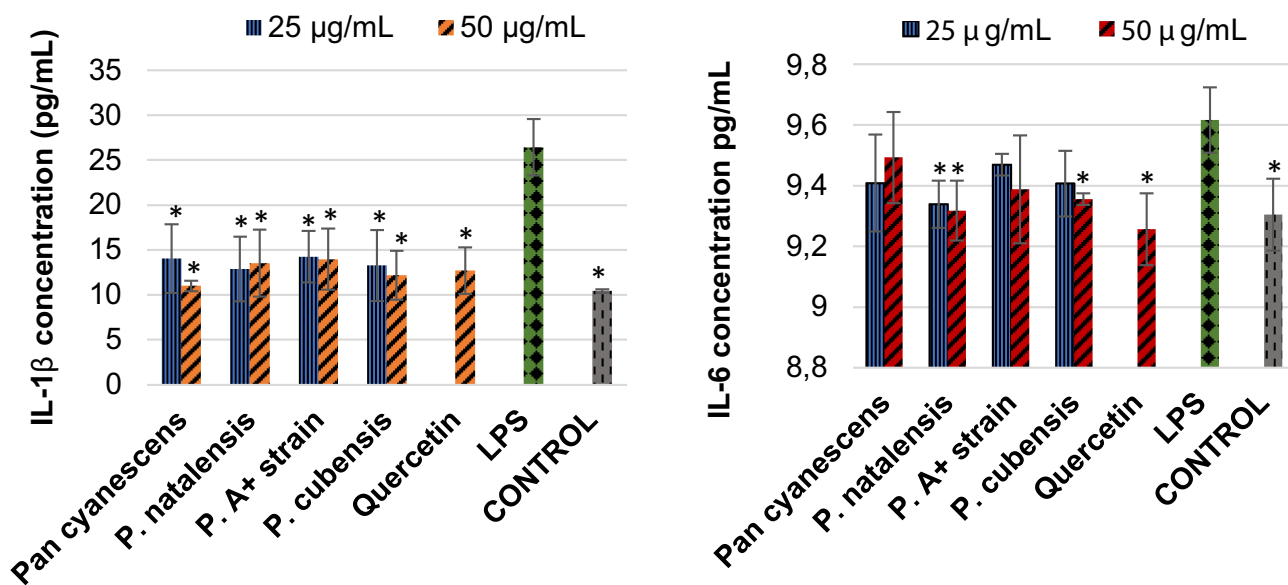 25 µg/mL 50 µg/mL
IL-1β concentration (pg/mL)
35
30
25
20
15
10
5
0
* * * * * * * * * *
Pan cyanescens
P. natalensis
P. A+ strain
P. cubensis
Quercetin
LPS
CONTROL
25 µ g/mL 50 µ g/mL
IL-6 concentration pg/mL
9,8
9,6
9,4
9,2
9
8,8
* * * * *
Pan cyanescens
P. natalensis
P. A+ strain
P. cubensis
Quercetin
LPS
CONTROL